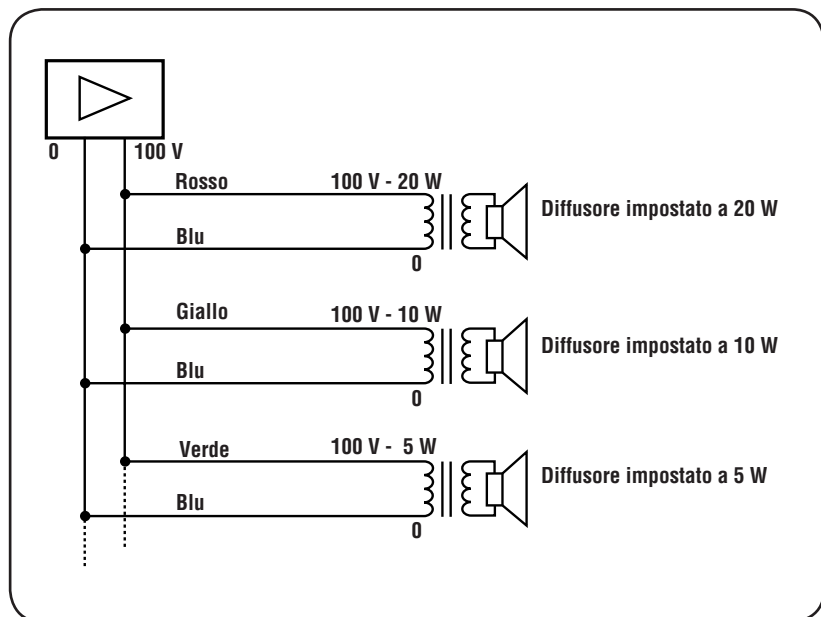 0 100 V
Rosso 100 V - 20 W
Diffusore impostato a 20 W
Blu
0
Giallo 100 V - 10 W
Diffusore impostato a 10 W
Blu
0
Verde 100 V - 5 W
Diffusore impostato a 5 W
Blu
0